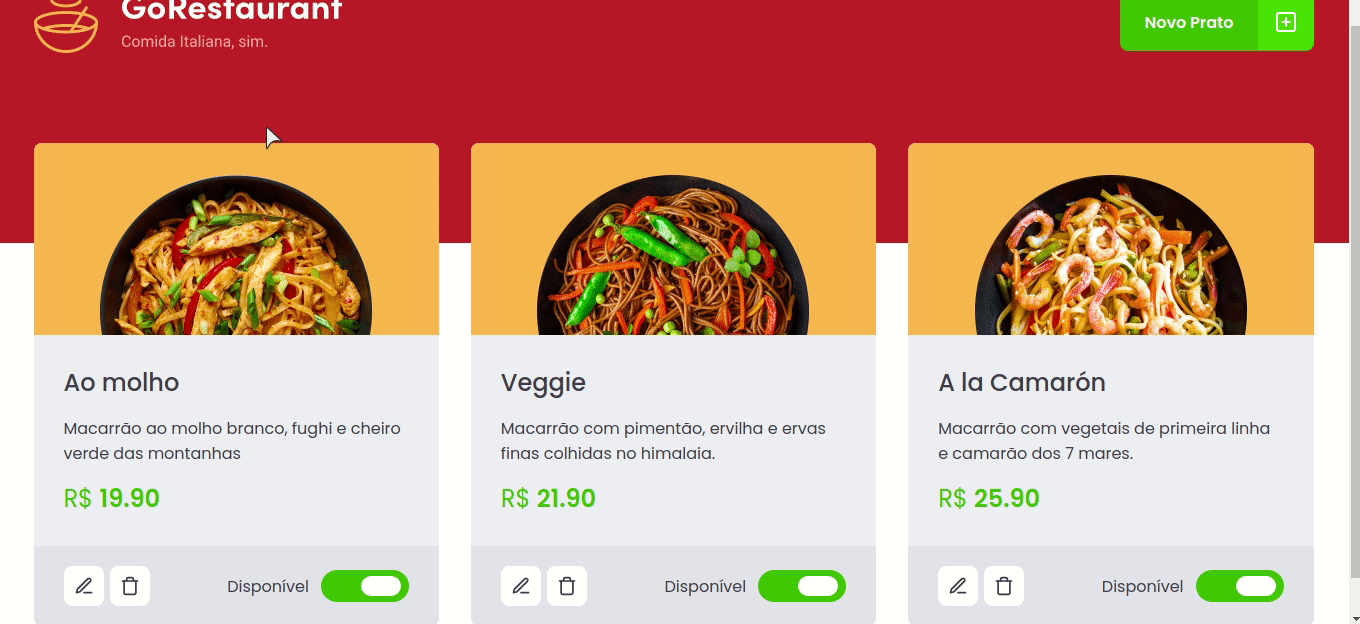 GoRestaurant
Comida Italiana, sim.
Novo Prato
Ao molho
Macarrão ao molho branco, fughi e cheiro
verde das montanhas
R$ 19.90
Disponível
Veggie
Macarrão com pimentão, ervilha e ervas
finas colhidas no himalaia.
R$ 21.90
Disponível
A la Camarón
Macarrão com vegetais de primeira linha
e camarão dos 7 mares.
R$ 25.90
Disponível